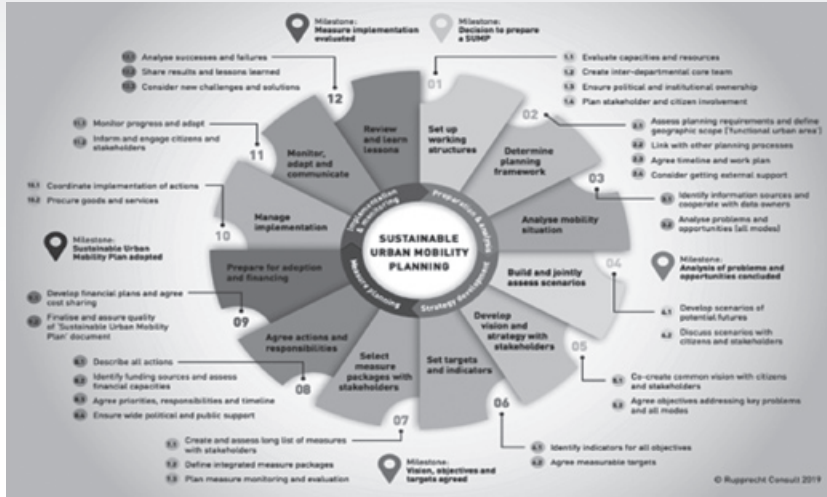 Milestone:
Measure implementation
evaluated
Milestone:
Decision to prepare
a SUMP
12.1 Analyse successes and failures
12.2 Share results and lessons learned
12.3 Consider new challenges and solutions
1.1 Evaluate capacities and resources
1.2 Create inter-departmental core team
1.3 Ensure political and institutional ownership
1.4 Plan stakeholder and citizen involvement
11.1 Monitor progress and adapt
11.2 Inform and engage citizens and
stakeholders
2.1 Assess planning requirements and define
geographic scope ('functional urban area')
2.2 Link with other planning processes
2.3 Agree timeline and work plan
2.4 Consider getting external support
10.1 Coordinate implementation of actions
10.2 Procure goods and services
3.1 Identify information sources and
cooperate with data owners
3.2 Analyse problems and
opportunities (all modes)
Milestone:
Sustainable Urban
Mobility Plan adopted
Milestone:
Analysis of problems and
opportunities concluded
9.1 Develop financial plans and agree
cost sharing
9.2 Finalise and assure quality
of 'Sustainable Urban Mobility
Plan' document
4.1 Develop scenarios of
potential futures
4.2 Discuss scenarios with
citizens and stakeholders
8.1 Describe all actions
8.2 Identify funding sources and assess
financial capacities
8.3 Agree priorities, responsibilities and timeline
8.4 Ensure wide political and public support
5.1 Co-create common vision with citizens
and stakeholders
5.2 Agree objectives addressing key problems
and all modes
7.1 Create and assess long list of measures
with stakeholders
7.2 Define integrated measure packages
7.3 Plan measure monitoring and evaluation
Milestone:
Vision, objectives and
targets agreed
6.1 Identify indicators for all objectives
6.2 Agree measurable targets
01
Set up
working
structures
02
Determine
planning
framework
03
Analyse mobility
situation
04
Build and jointly
assess scenarios
05
Develop
vision and
strategy with
stakeholders
06
Set targets
and indicators
07
Select
measure
packages with
stakeholders
08
Agree actions and
responsibilities
09
Prepare for adoption
and financing
10
Manage
implementation
11
Monitor,
adapt and
communicate
12
Review
and learn
lessons
Preparation & analysis
Strategy development
Measure planning
Implementation
& monitoring
SUSTAINABLE
URBAN MOBILITY
PLANNING
© Rupprecht Consult 2019